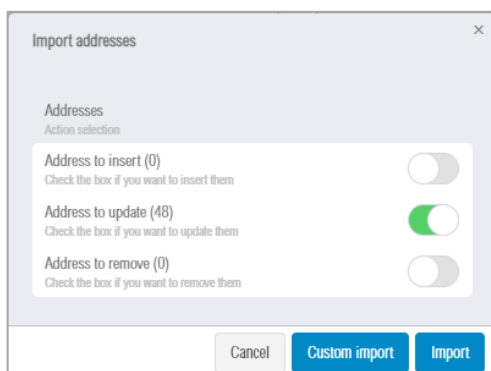 Import addresses
×
Addresses
Action selection
Address to insert (0)
Check the box if you want to insert them
Address to update (48)
Check the box if you want to update them
Address to remove (0)
Check the box if you want to remove them
Cancel Custom import Import